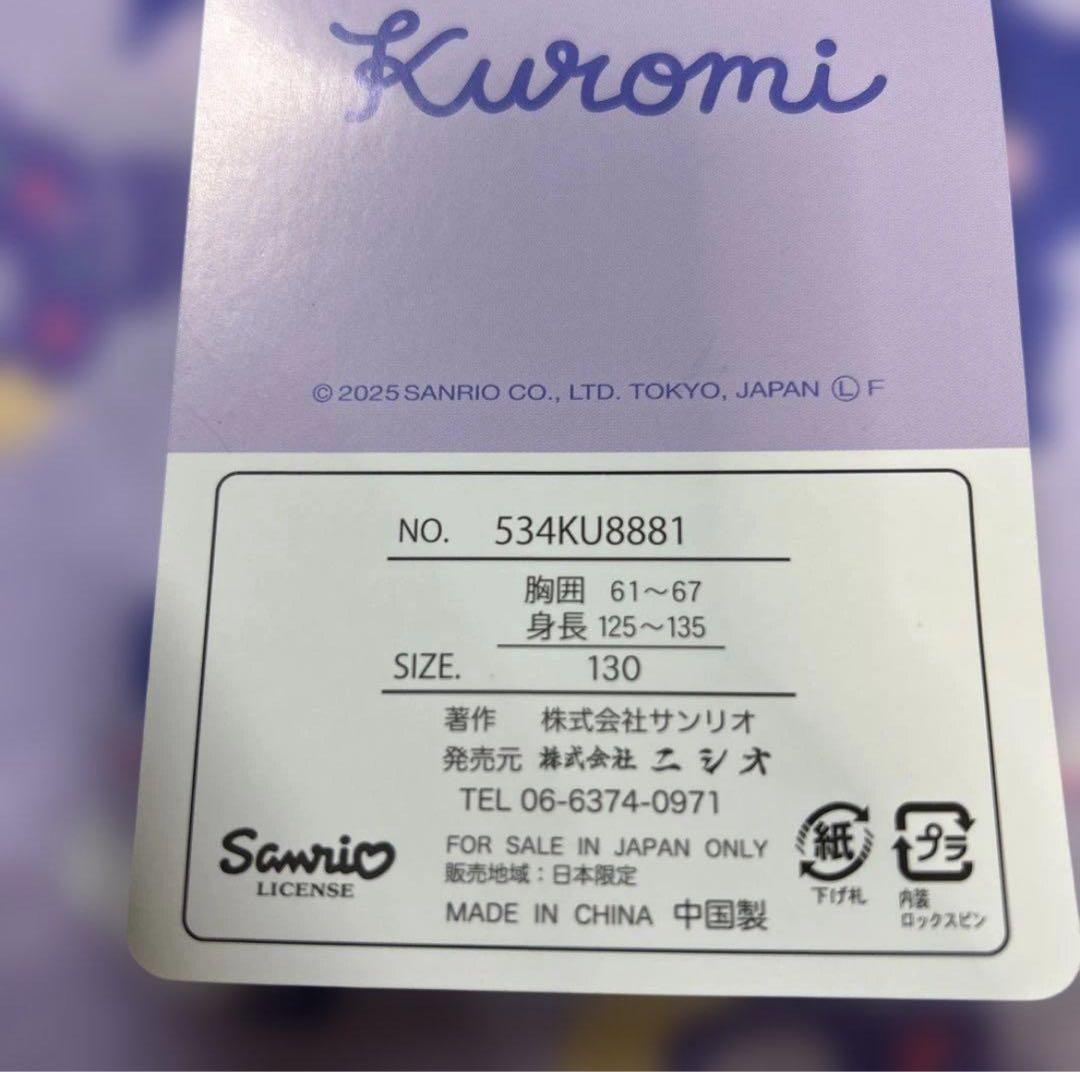 Kuromi
© 2025 SANRIO CO., LTD. TOKYO, JAPAN Ⓛ F
NO. 534KU8881
胸囲 61～67
身長 125～135
SIZE. 130
著作 株式会社サンリオ
発売元 株式会社 ニシオ
TEL 06-6374-0971
FOR SALE IN JAPAN ONLY
販売地域：日本限定
MADE IN CHINA 中国製
Sanrio
LICENSE
紙
下げ札
プラ
内装
ロックスピン